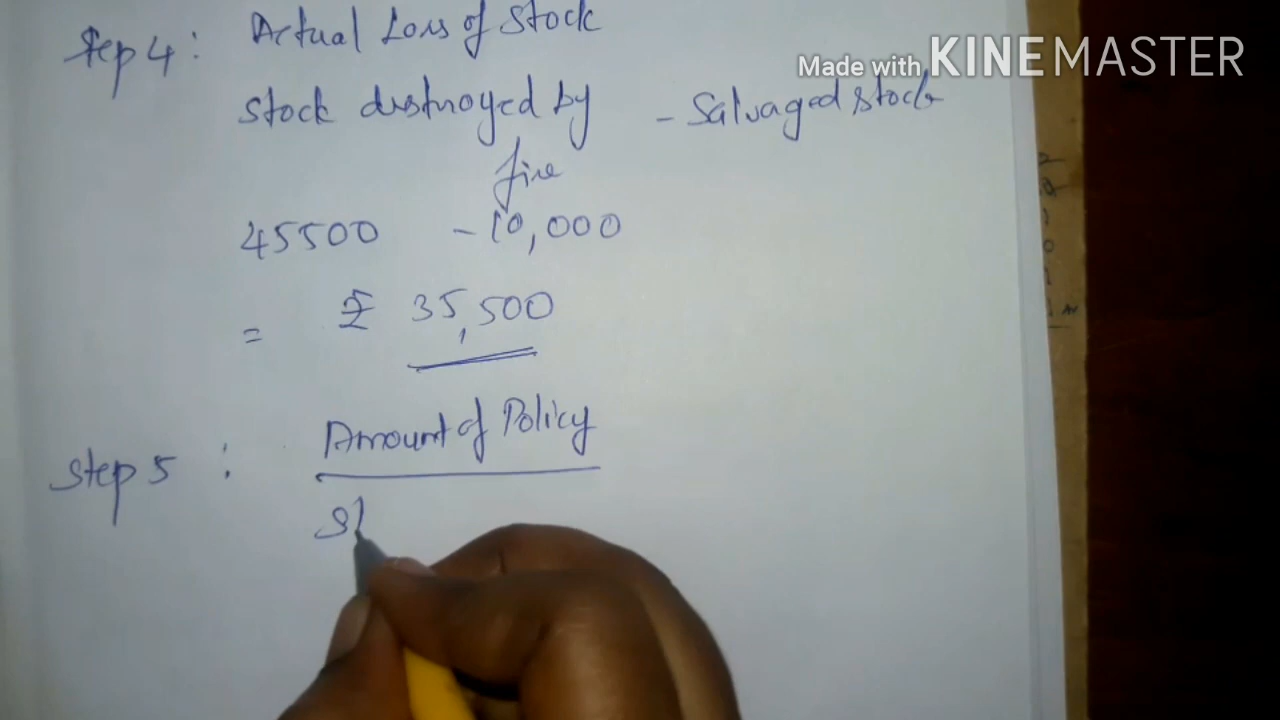 Made with KINEMASTER
Step 4: Actual Loss of Stock
Stock destroyed by - Salvaged stock
fire
45500 - 10,000
= ₹ 35,500
Step 5 : Amount of Policy
St